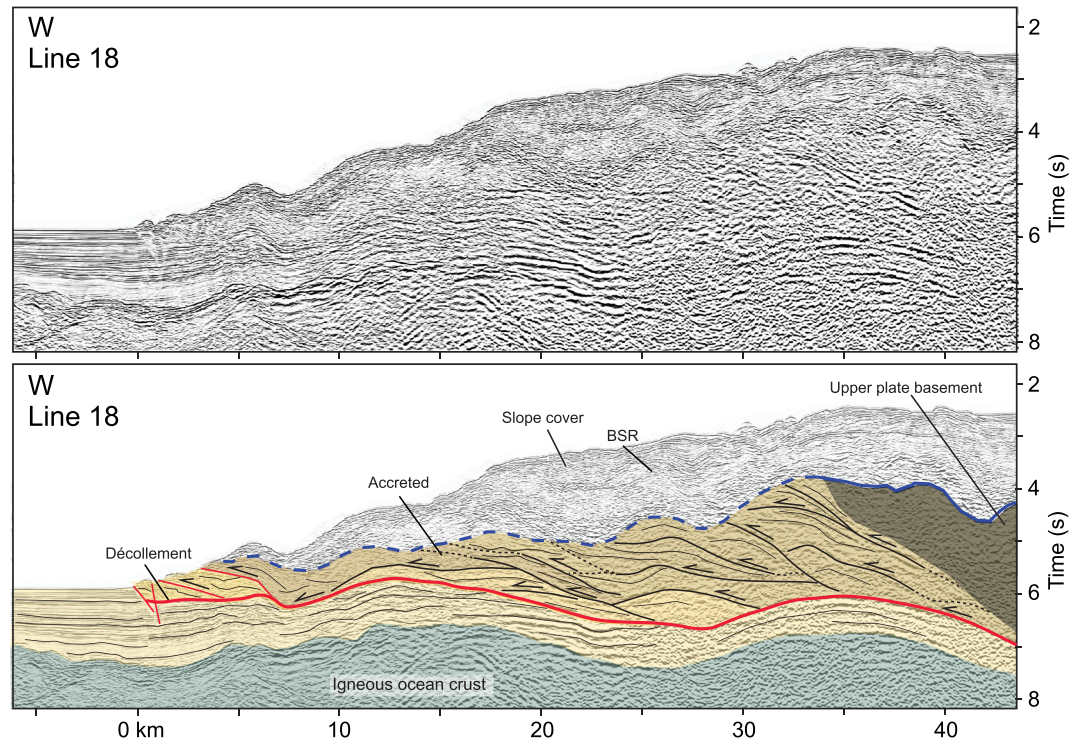 W
Line 18
2
4
6
8
Time (s)
W
Line 18
Upper plate basement
Slope cover
BSR
Accreted
Décollement
Igneous ocean crust
2
4
6
8
Time (s)
0 km
10
20
30
40